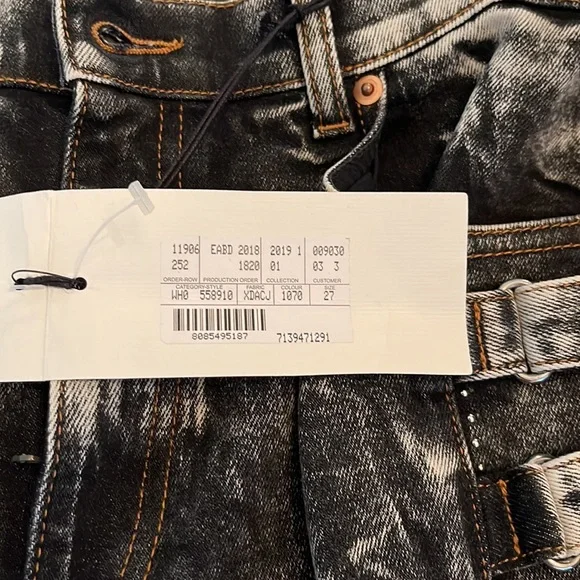 11906 EABD 2018 2019 1 009030
252 1820 01 03 3
ORDER-ROW PRODUCTION ORDER COLLECTION CUSTOMER
CATEGORY-STYLE FABRIC COLOUR SIZE
WH0 558910 XDACJ 1070 27
8085495187 7139471291